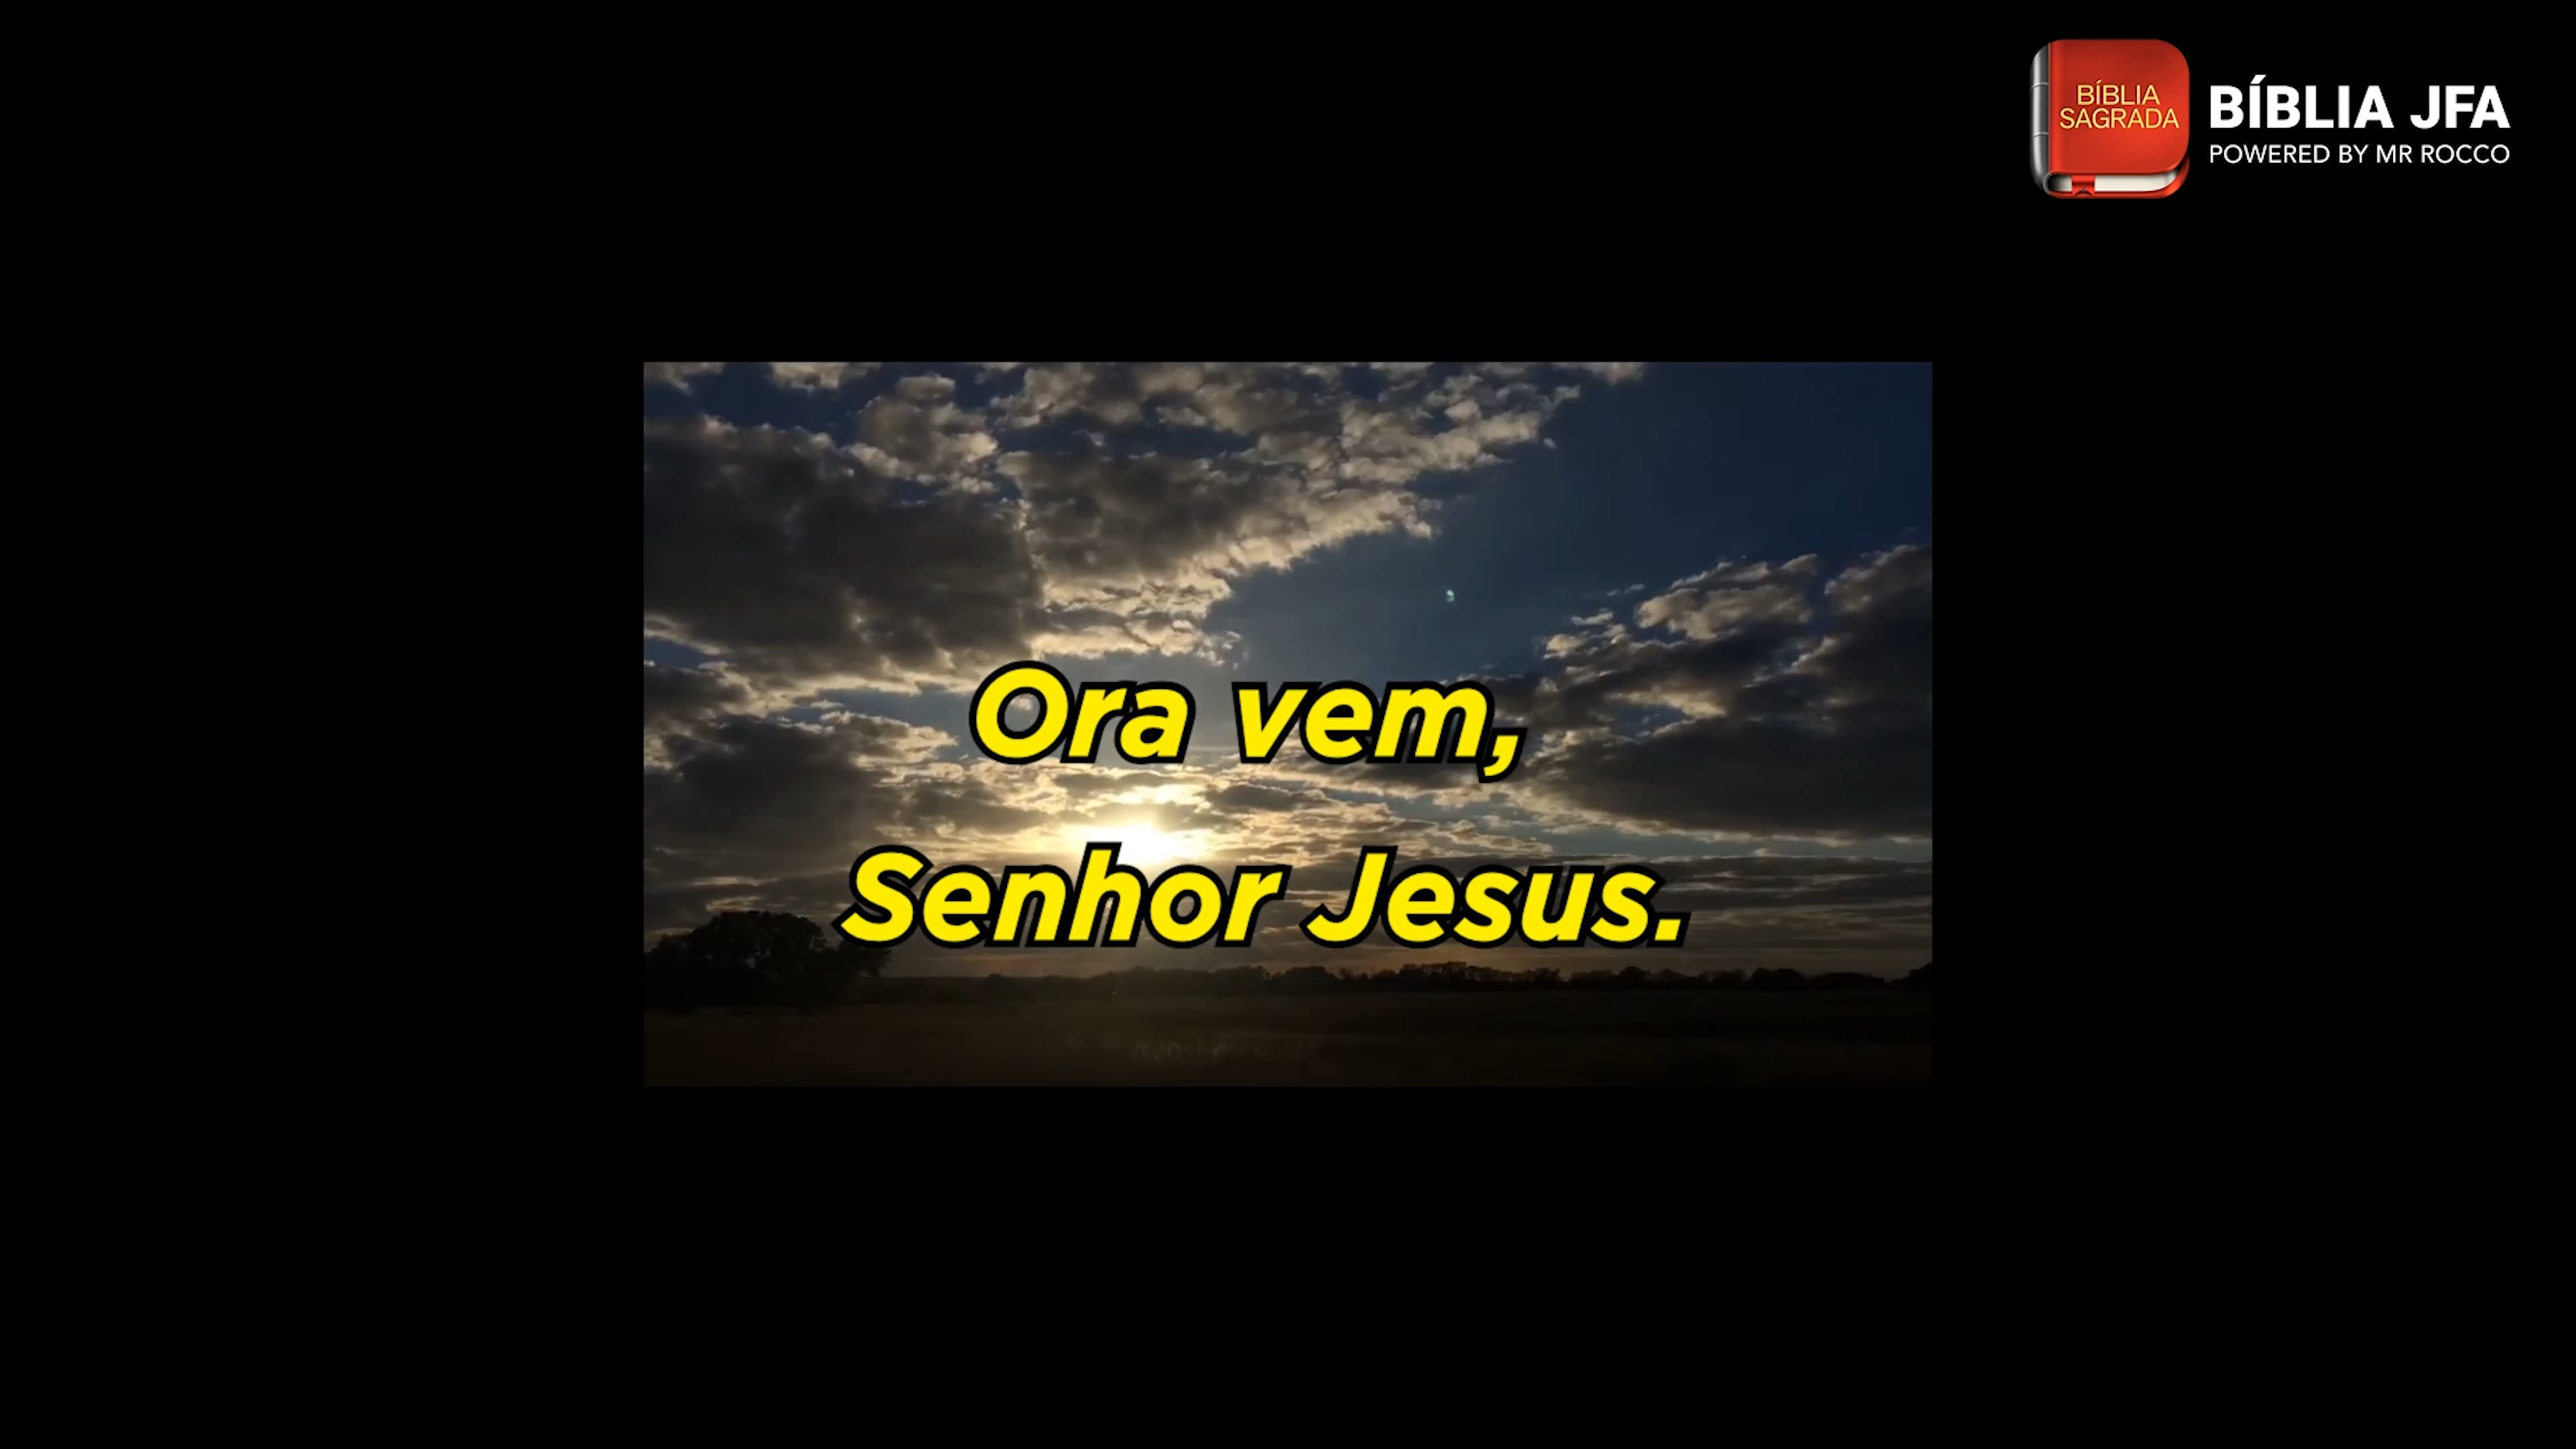 BÍBLIA
SAGRADA
BÍBLIA JFA
POWERED BY MR ROCCO
Ora vem,
Senhor Jesus.